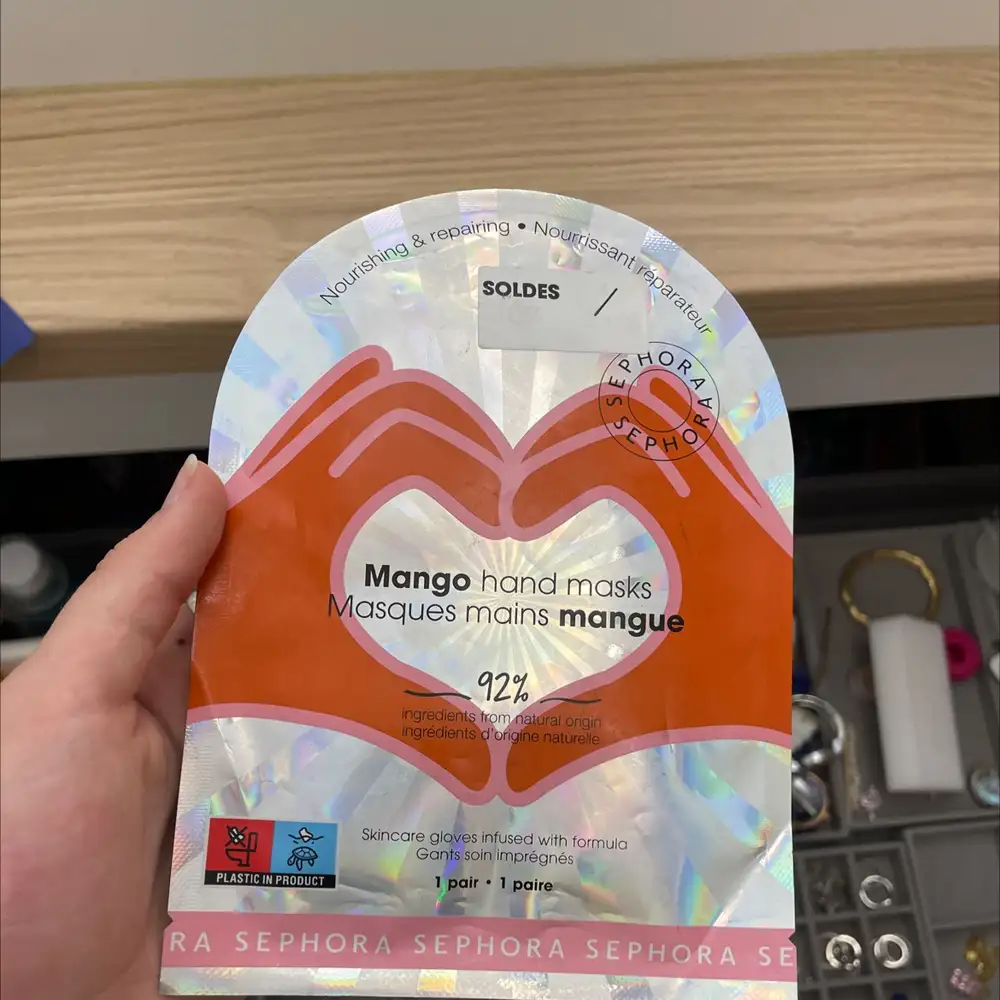 Nourishing & repairing • Nourrissant réparateur
SOLDES /
SEPHORA SEPHORA
Mango hand masks
Masques mains mangue
92%
ingredients from natural origin
ingrédients d'origine naturelle
Skincare gloves infused with formula
Gants soin imprégnés
1 pair • 1 paire
PLASTIC IN PRODUCT
RA SEPHORA SEPHORA SEPHORA SE